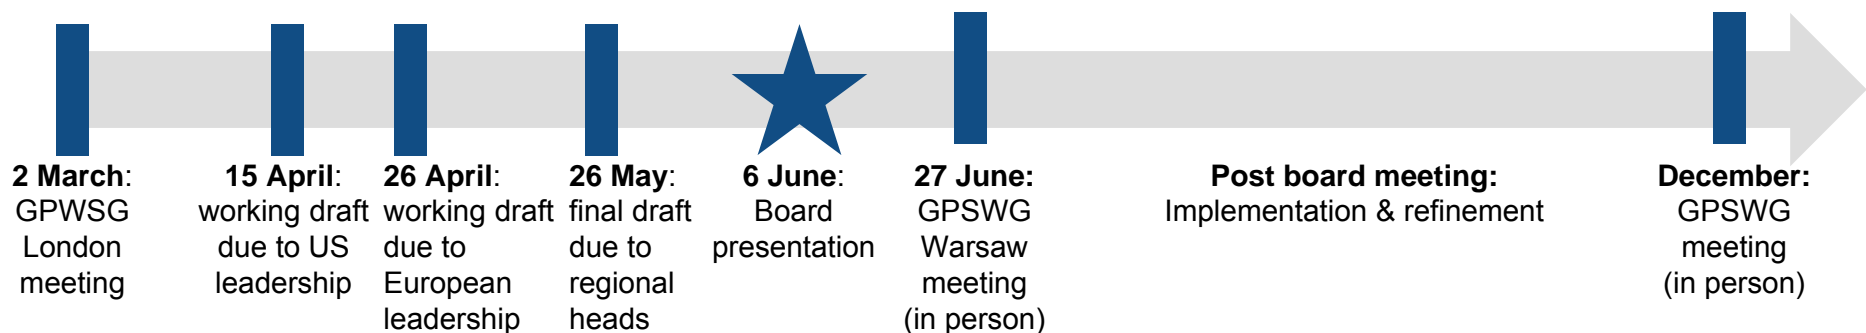 2 March:
GPWSG
London
meeting
15 April:
working draft
due to US
leadership
26 April:
working draft
due to
European
leadership
26 May:
final draft
due to
regional
heads
6 June:
Board
presentation
27 June:
GPSWG
Warsaw
meeting
(in person)
Post board meeting:
Implementation & refinement
December:
GPSWG
meeting
(in person)